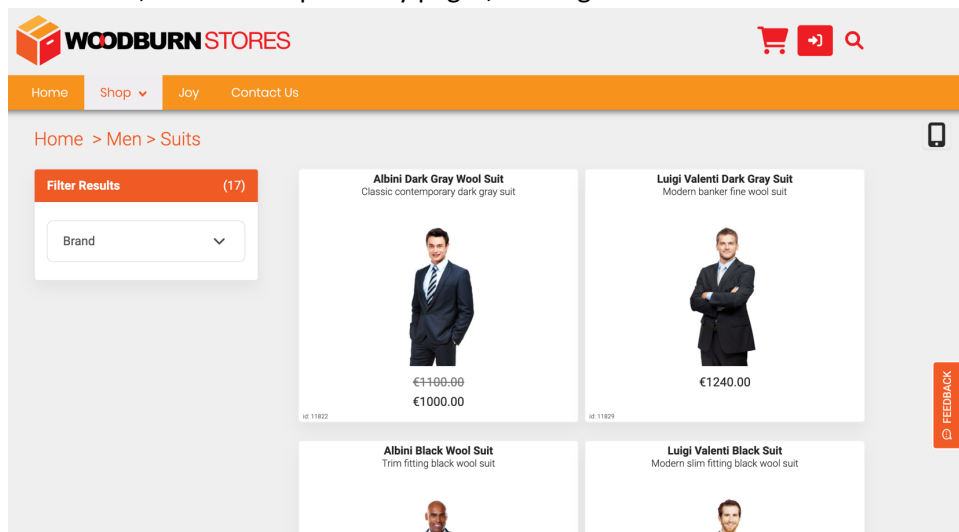 WOODBURN STORES
Home Shop Joy Contact Us
Home > Men > Suits
Filter Results (17)
Brand
Albini Dark Gray Wool Suit
Classic contemporary dark gray suit
€1100.00
€1000.00
id: 11822
Luigi Valenti Dark Gray Suit
Modern banker fine wool suit
€1240.00
id: 11829
Albini Black Wool Suit
Trim fitting black wool suit
Luigi Valenti Black Suit
Modern slim fitting black wool suit
FEEDBACK